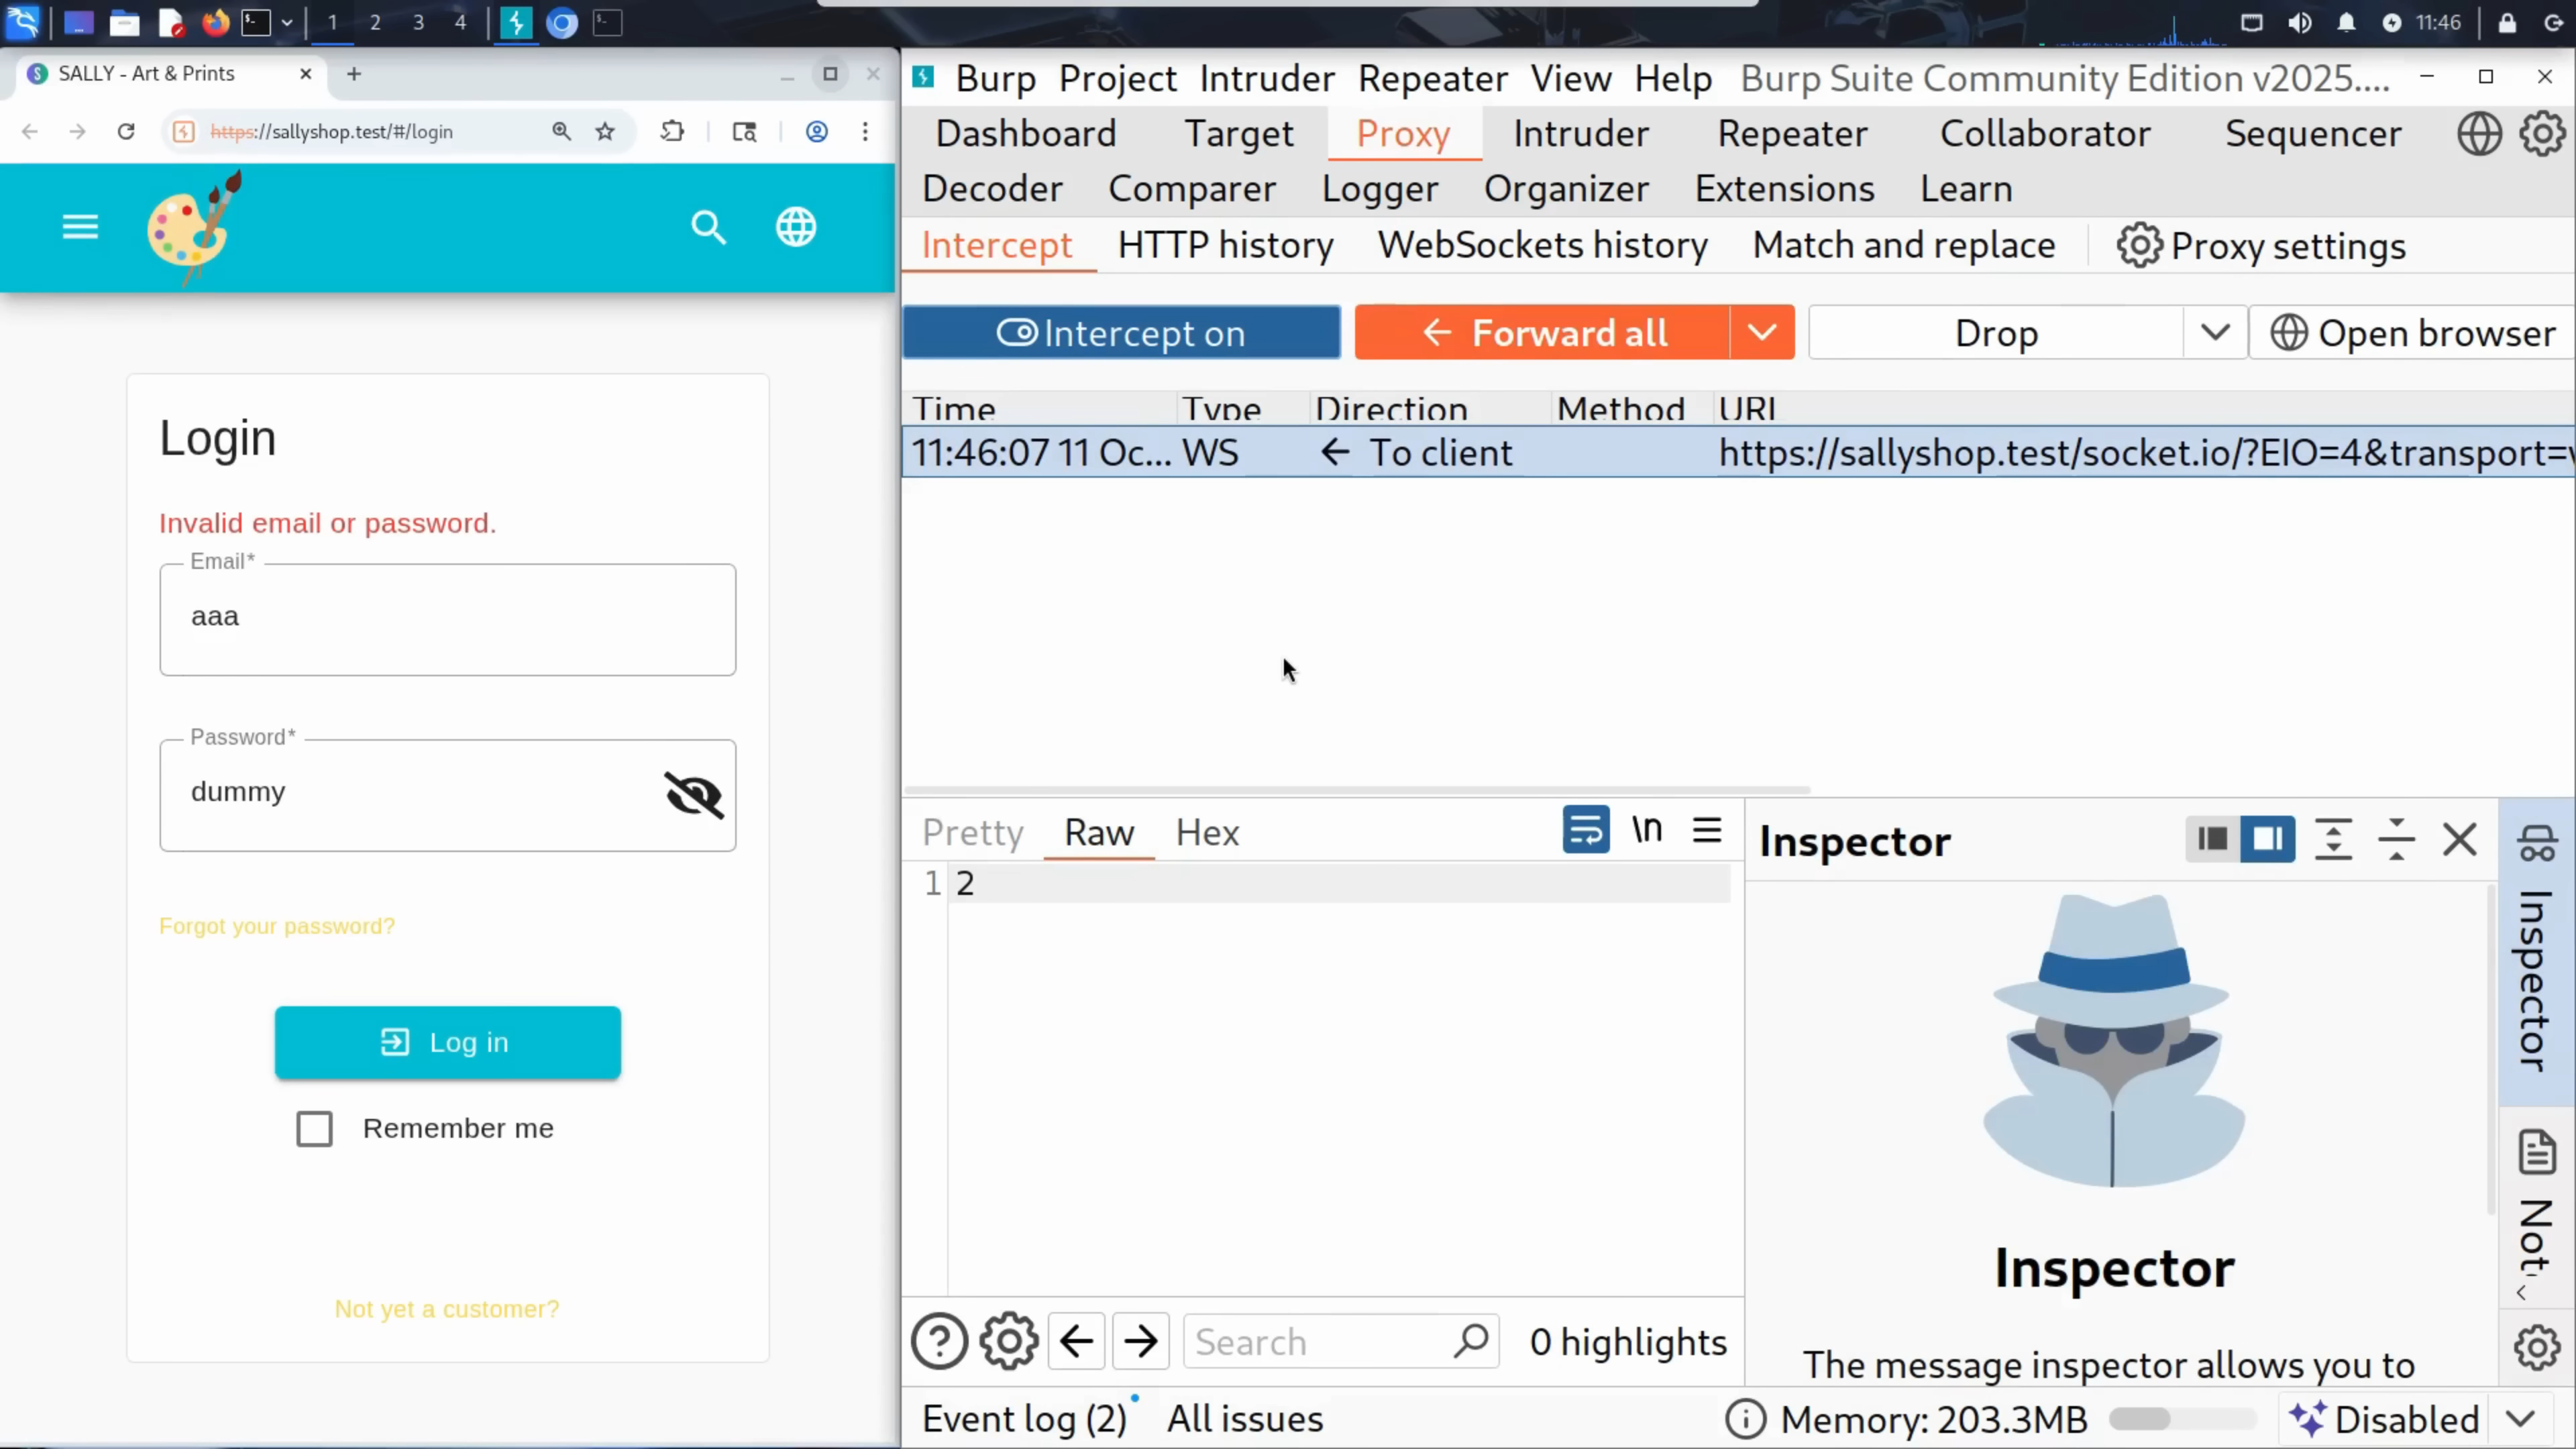 1 2 3 4 11:46
SALLY - Art & Prints
https://sallyshop.test/#/login
Login
Invalid email or password.
Email*
aaa
Password*
dummy
Forgot your password?
Log in
Remember me
Not yet a customer?
Burp Project Intruder Repeater View Help Burp Suite Community Edition v2025....
Dashboard Target Proxy Intruder Repeater Collaborator Sequencer
Decoder Comparer Logger Organizer Extensions Learn
Intercept HTTP history WebSockets history Match and replace Proxy settings
Intercept on Forward all Drop Open browser
Time Type Direction Method URL
11:46:07 11 Oc... WS ← To client https://sallyshop.test/socket.io/?EIO=4&transport=w
Pretty Raw Hex \n
1 2
Inspector
Inspector
Not
Inspector
The message inspector allows you to
Search 0 highlights
Event log (2) All issues Memory: 203.3MB Disabled